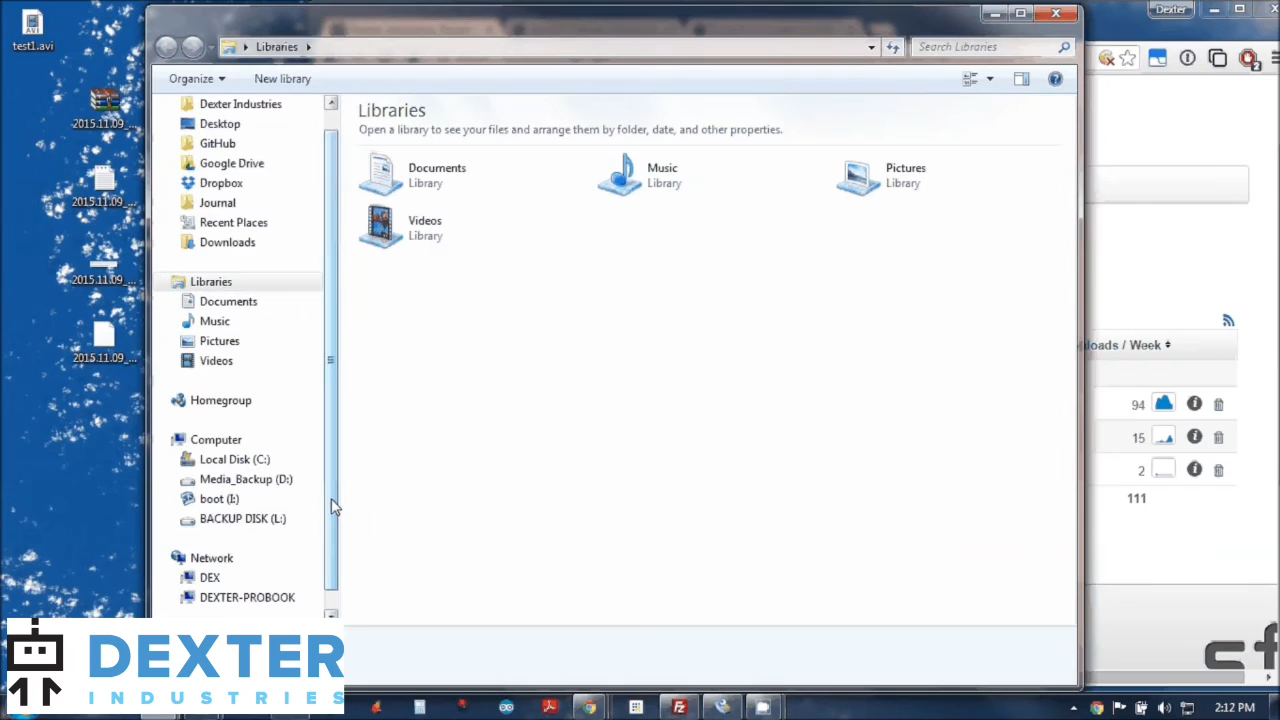 Dexter
test1.avi
Libraries
Search Libraries
Organize
New library
2015.11.09_...
2015.11.09_...
2015.11.09_...
2015.11.09_...
Dexter Industries
Desktop
GitHub
Google Drive
Dropbox
Journal
Recent Places
Downloads
Libraries
Documents
Music
Pictures
Videos
Homegroup
Computer
Local Disk (C:)
Media_Backup (D:)
boot (I:)
BACKUP DISK (L:)
Network
DEX
DEXTER-PROBOOK
Libraries
Open a library to see your files and arrange them by folder, date, and other properties.
Documents
Library
Music
Library
Pictures
Library
Videos
Library
loads / Week
94
15
2
111
DEXTER
INDUSTRIES
2:12 PM